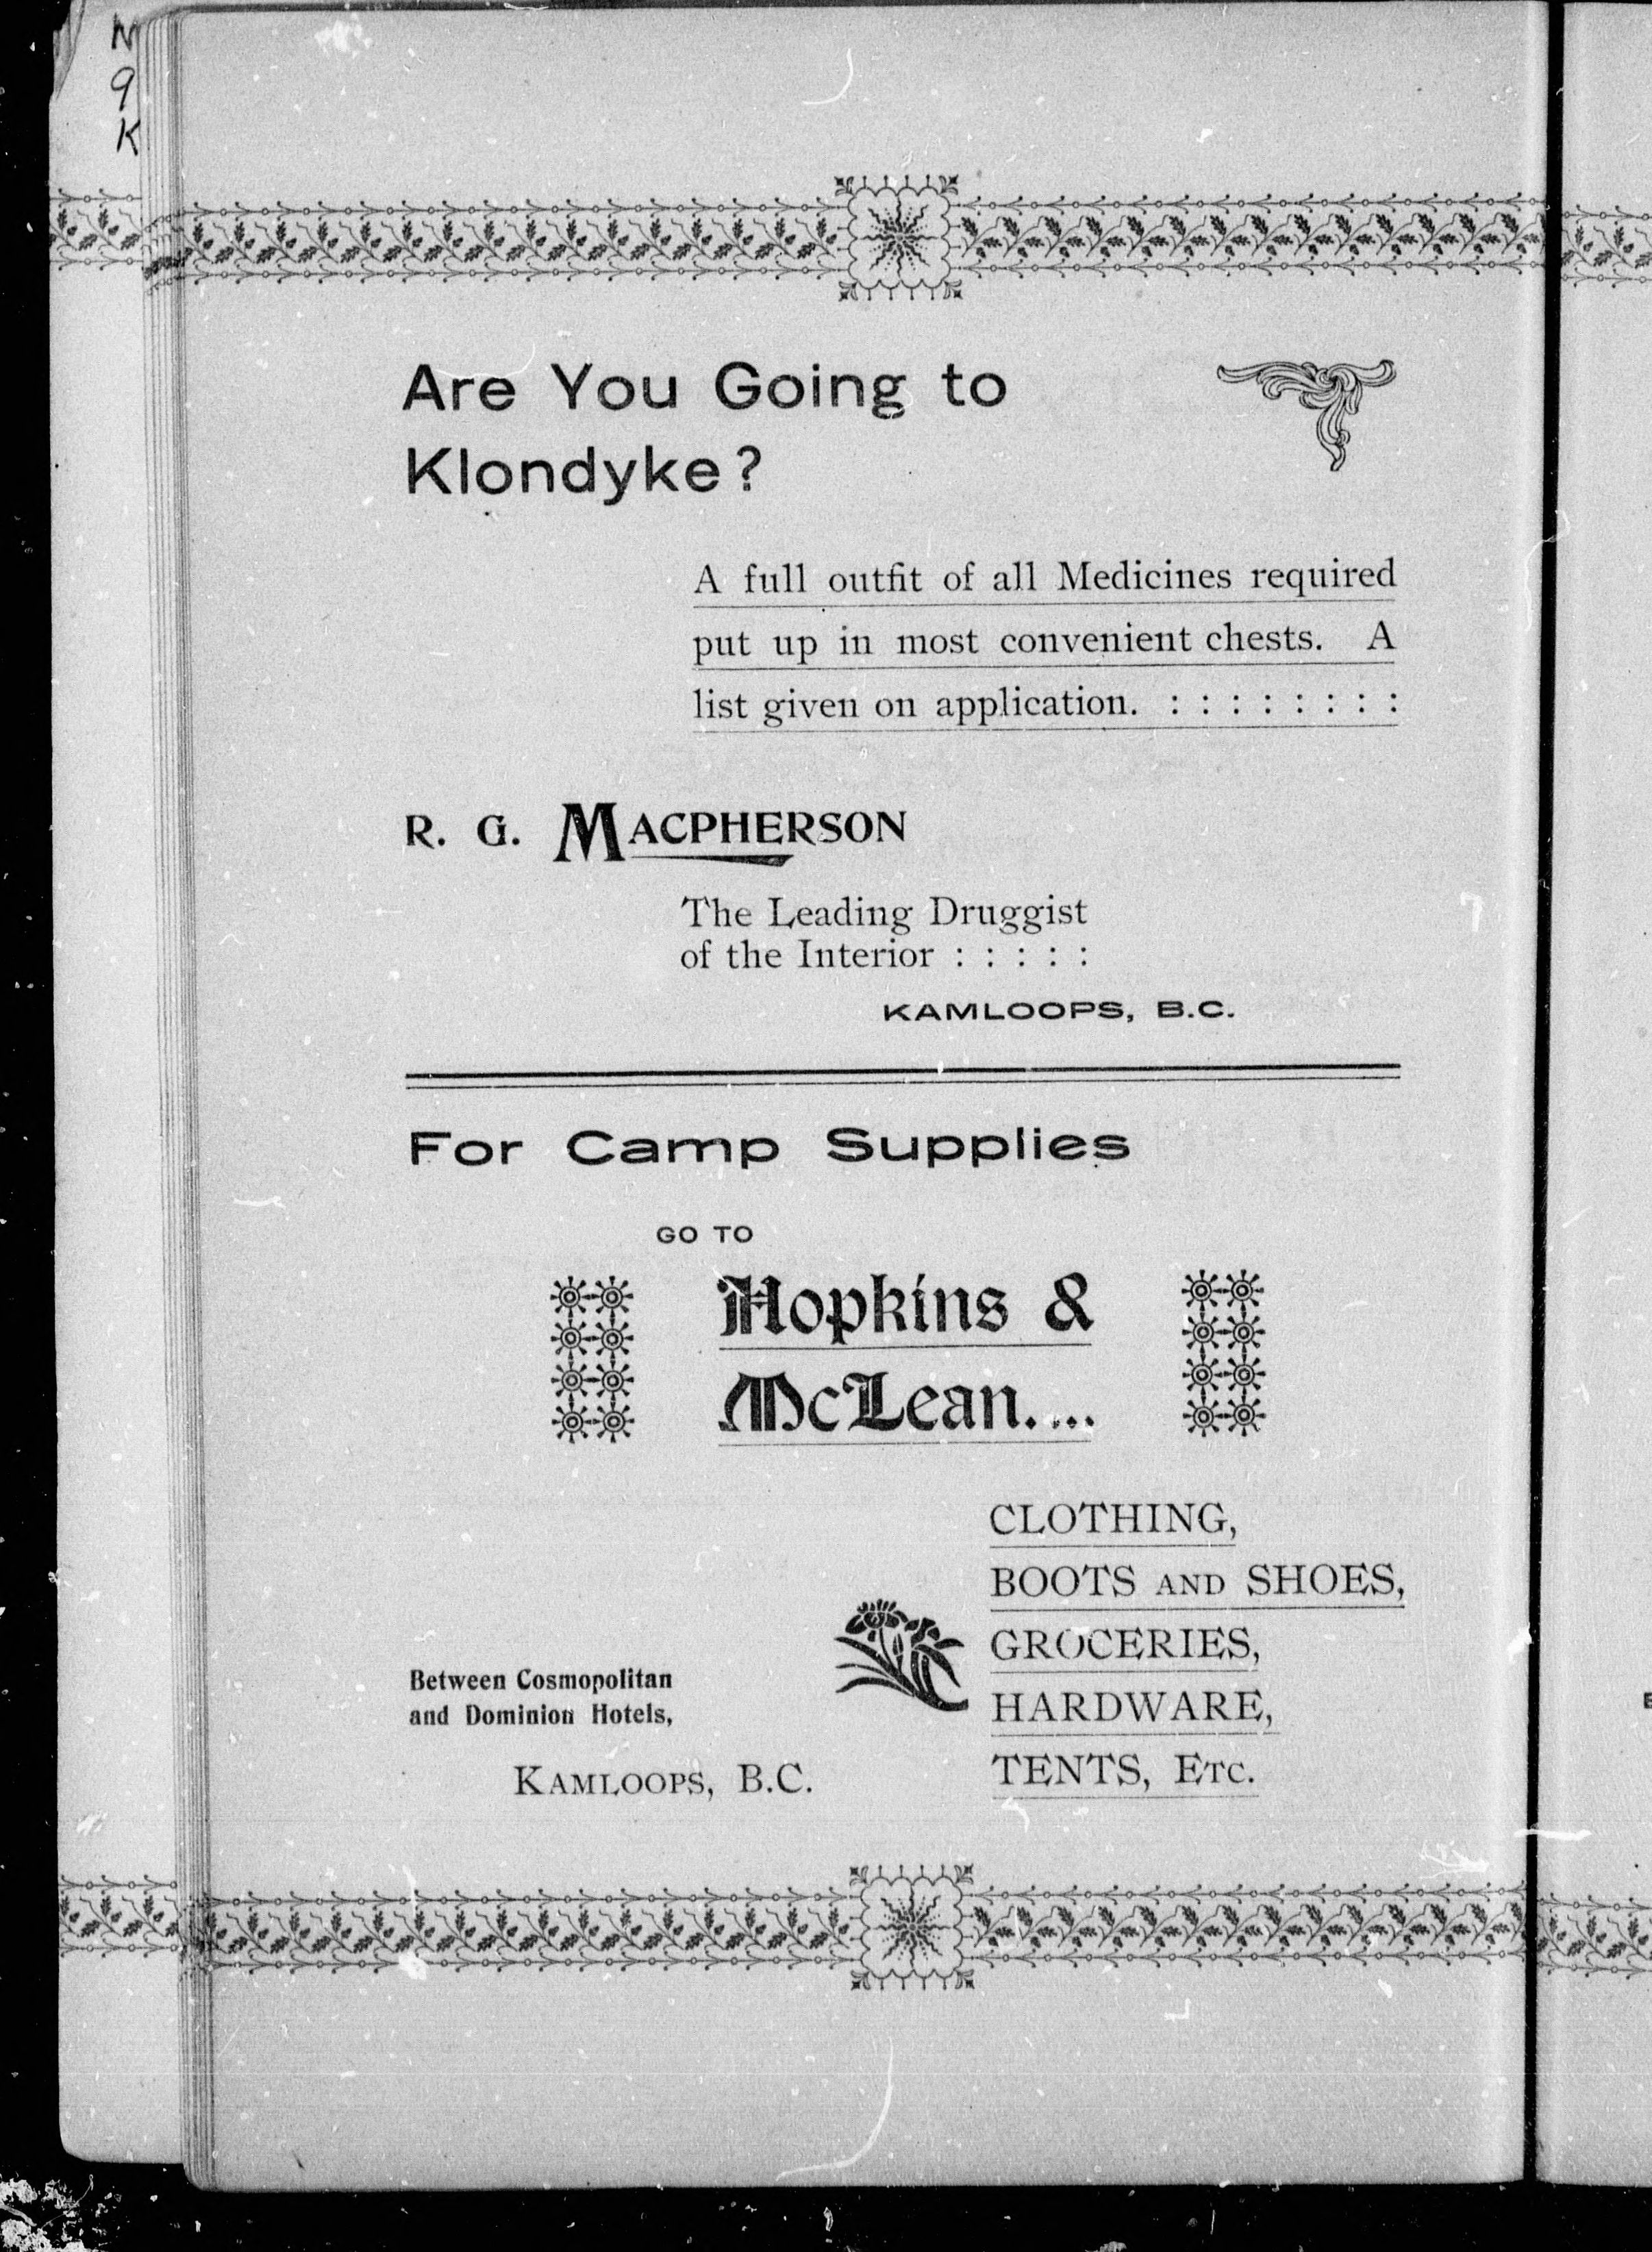 N
9
K
Are You Going to
Klondyke?
A full outfit of all Medicines required
put up in most convenient chests. A
list given on application. : : : : : : : :
R. G. MACPHERSON
The Leading Druggist
of the Interior : : : : :
KAMLOOPS, B.C.
For Camp Supplies
GO TO
Hopkins &
McLean....
CLOTHING,
BOOTS AND SHOES,
GROCERIES,
HARDWARE,
TENTS, ETC.
Between Cosmopolitan
and Dominion Hotels,
KAMLOOPS, B.C.